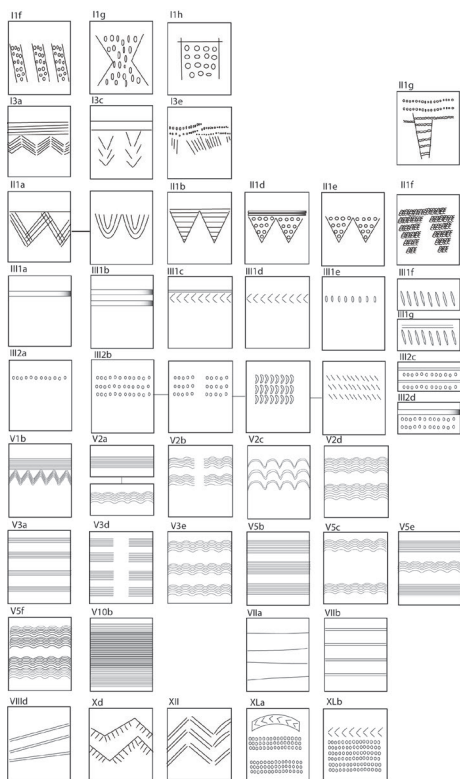 I1f I1g I1h
I3a I3c I3e II1g
II1a II1b II1d II1e II1f
III1a III1b III1c III1d III1e III1f
III1g
III2a III2b III2c
III2d
V1b V2a V2b V2c V2d
V3a V3d V3e V5b V5c V5e
V5f V10b VIIa VIIb
VIIId Xd XII XLa XLb